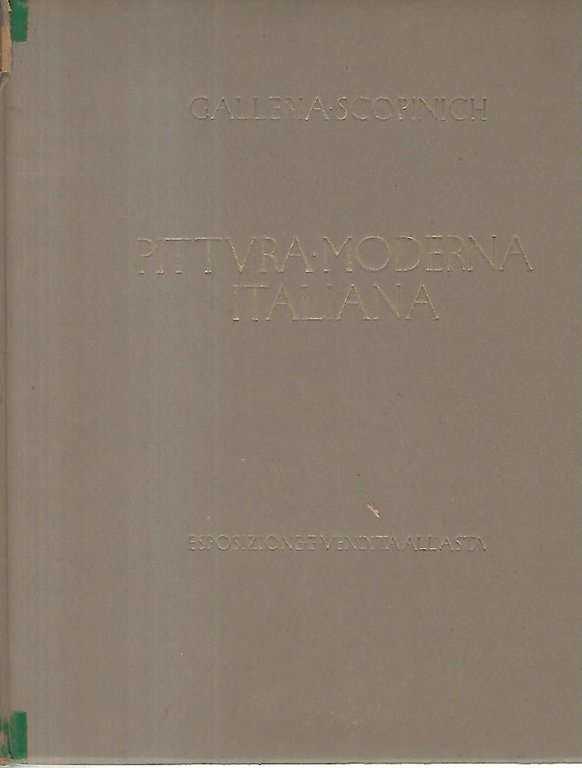 GALLERIA·SCOPINICH
PITTVRA·MODERNA
ITALIANA
ESPOSIZIONE·E·VENDITA·ALL'ASTA